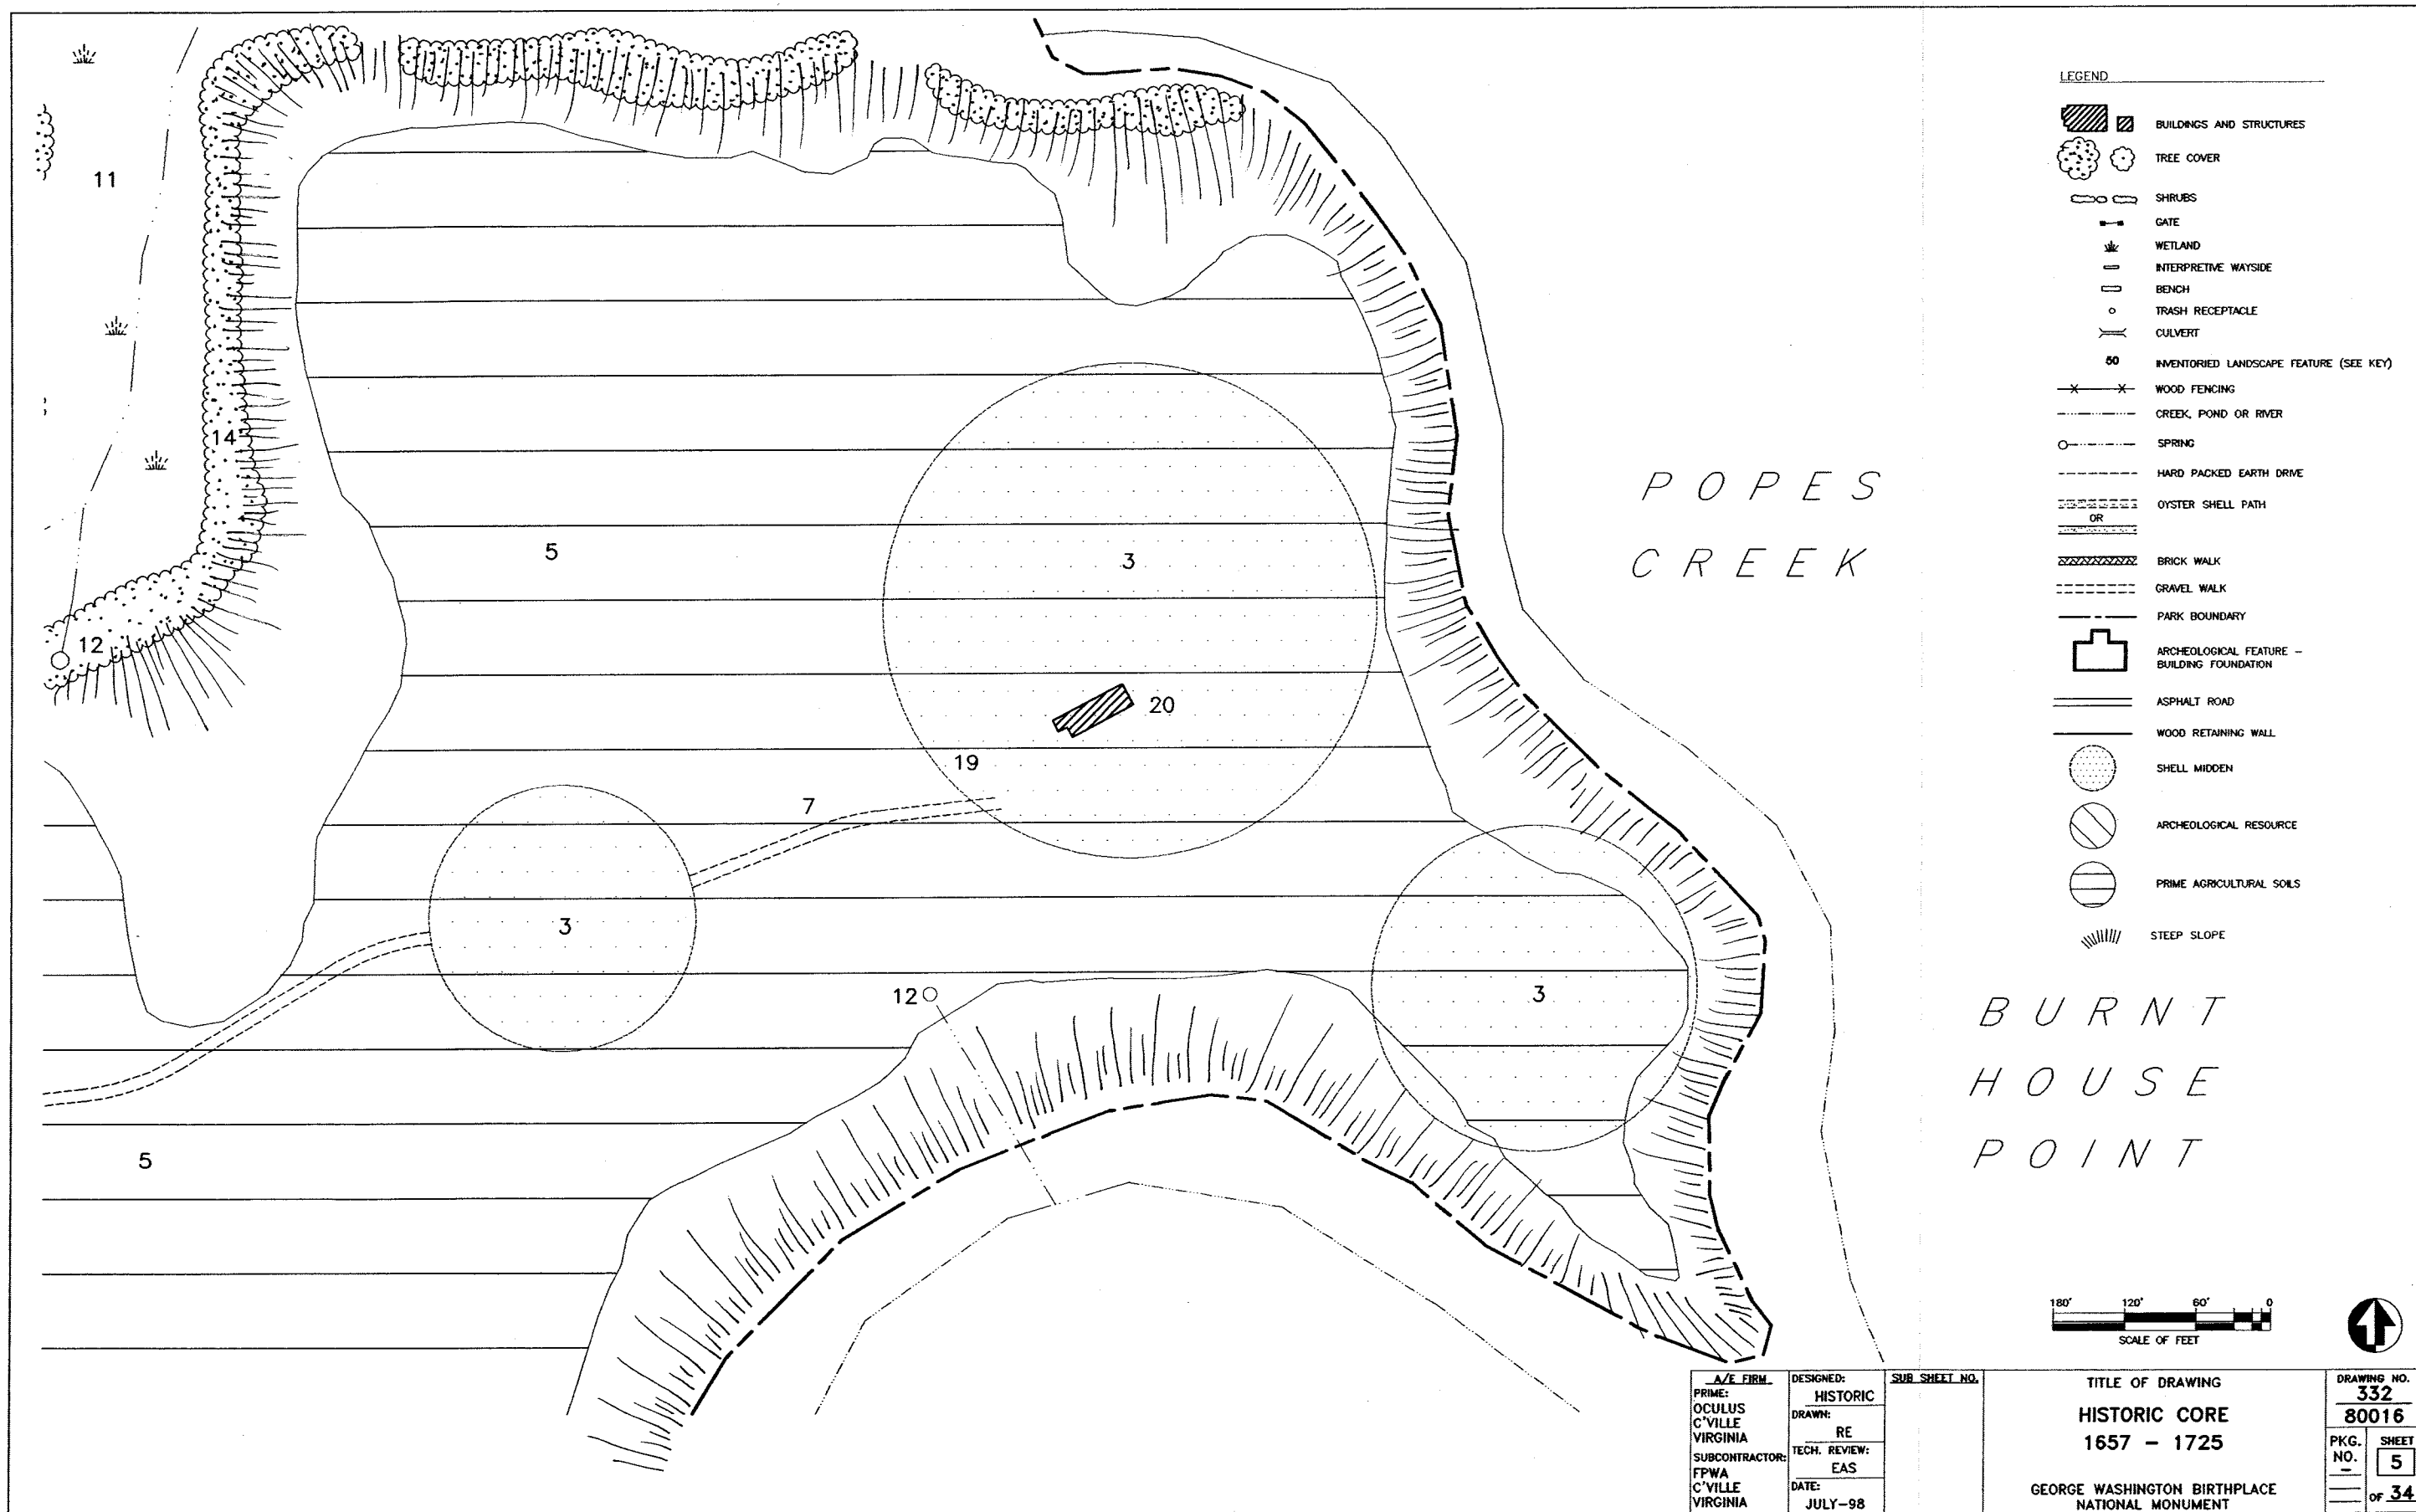 11
14
12
5
3
20
19
7
3
12
3
5
POPES
CREEK
BURNT
HOUSE
POINT
LEGEND
BUILDINGS AND STRUCTURES
TREE COVER
SHRUBS
GATE
WETLAND
INTERPRETIVE WAYSIDE
BENCH
TRASH RECEPTACLE
CULVERT
50 INVENTORIED LANDSCAPE FEATURE (SEE KEY)
WOOD FENCING
CREEK, POND OR RIVER
SPRING
HARD PACKED EARTH DRIVE
OYSTER SHELL PATH
OR
BRICK WALK
GRAVEL WALK
PARK BOUNDARY
ARCHEOLOGICAL FEATURE –
BUILDING FOUNDATION
ASPHALT ROAD
WOOD RETAINING WALL
SHELL MIDDEN
ARCHEOLOGICAL RESOURCE
PRIME AGRICULTURAL SOILS
STEEP SLOPE
180' 120' 60' 0
SCALE OF FEET
A/E FIRM
PRIME:
OCULUS
C'VILLE
VIRGINIA
SUBCONTRACTOR:
FPWA
C'VILLE
VIRGINIA
DESIGNED:
HISTORIC
DRAWN:
RE
TECH. REVIEW:
EAS
DATE:
JULY-98
SUB SHEET NO.
TITLE OF DRAWING
HISTORIC CORE
1657 – 1725
GEORGE WASHINGTON BIRTHPLACE
NATIONAL MONUMENT
DRAWING NO.
332
80016
PKG.
NO.
–
SHEET
5
OF 34